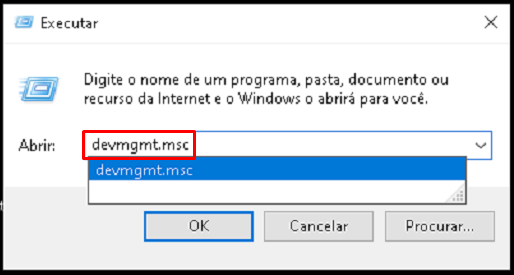 Executar
Digite o nome de um programa, pasta, documento ou
recurso da Internet e o Windows o abrirá para você.
Abrir: devmgmt.msc
devmgmt.msc
OK Cancelar Procurar...